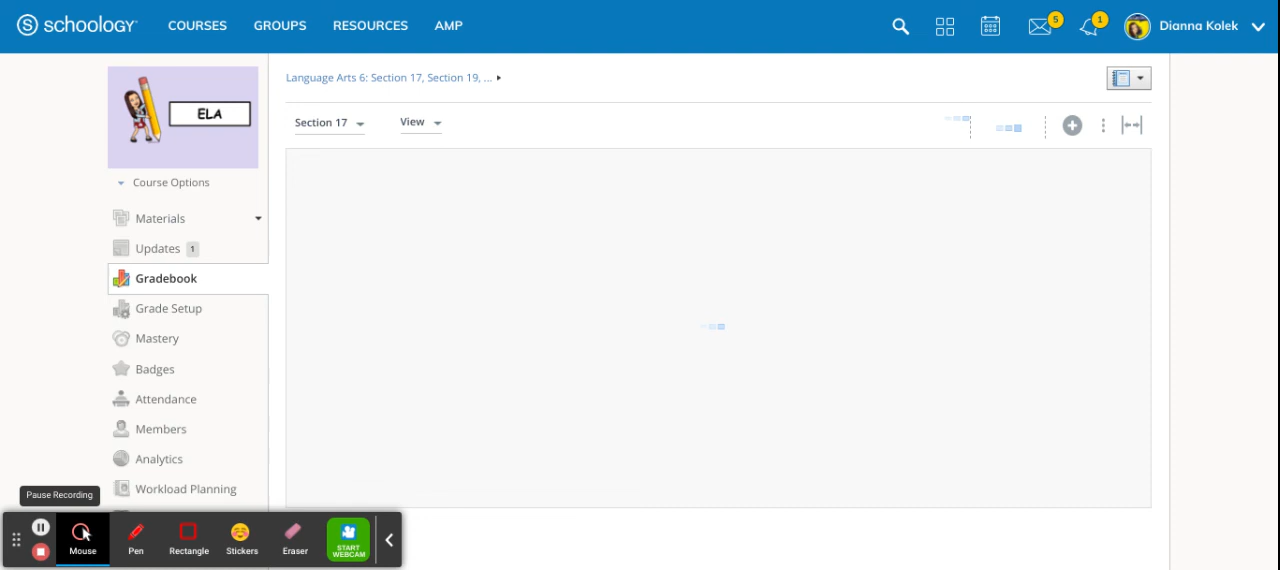 schoology
COURSES
GROUPS
RESOURCES
AMP
5
1
Dianna Kolek
ELA
Language Arts 6: Section 17, Section 19, ...
Section 17
View
Course Options
Materials
Updates 1
Gradebook
Grade Setup
Mastery
Badges
Attendance
Members
Analytics
Workload Planning
Pause Recording
Mouse
Pen
Rectangle
Stickers
Eraser
START
WEBCAM